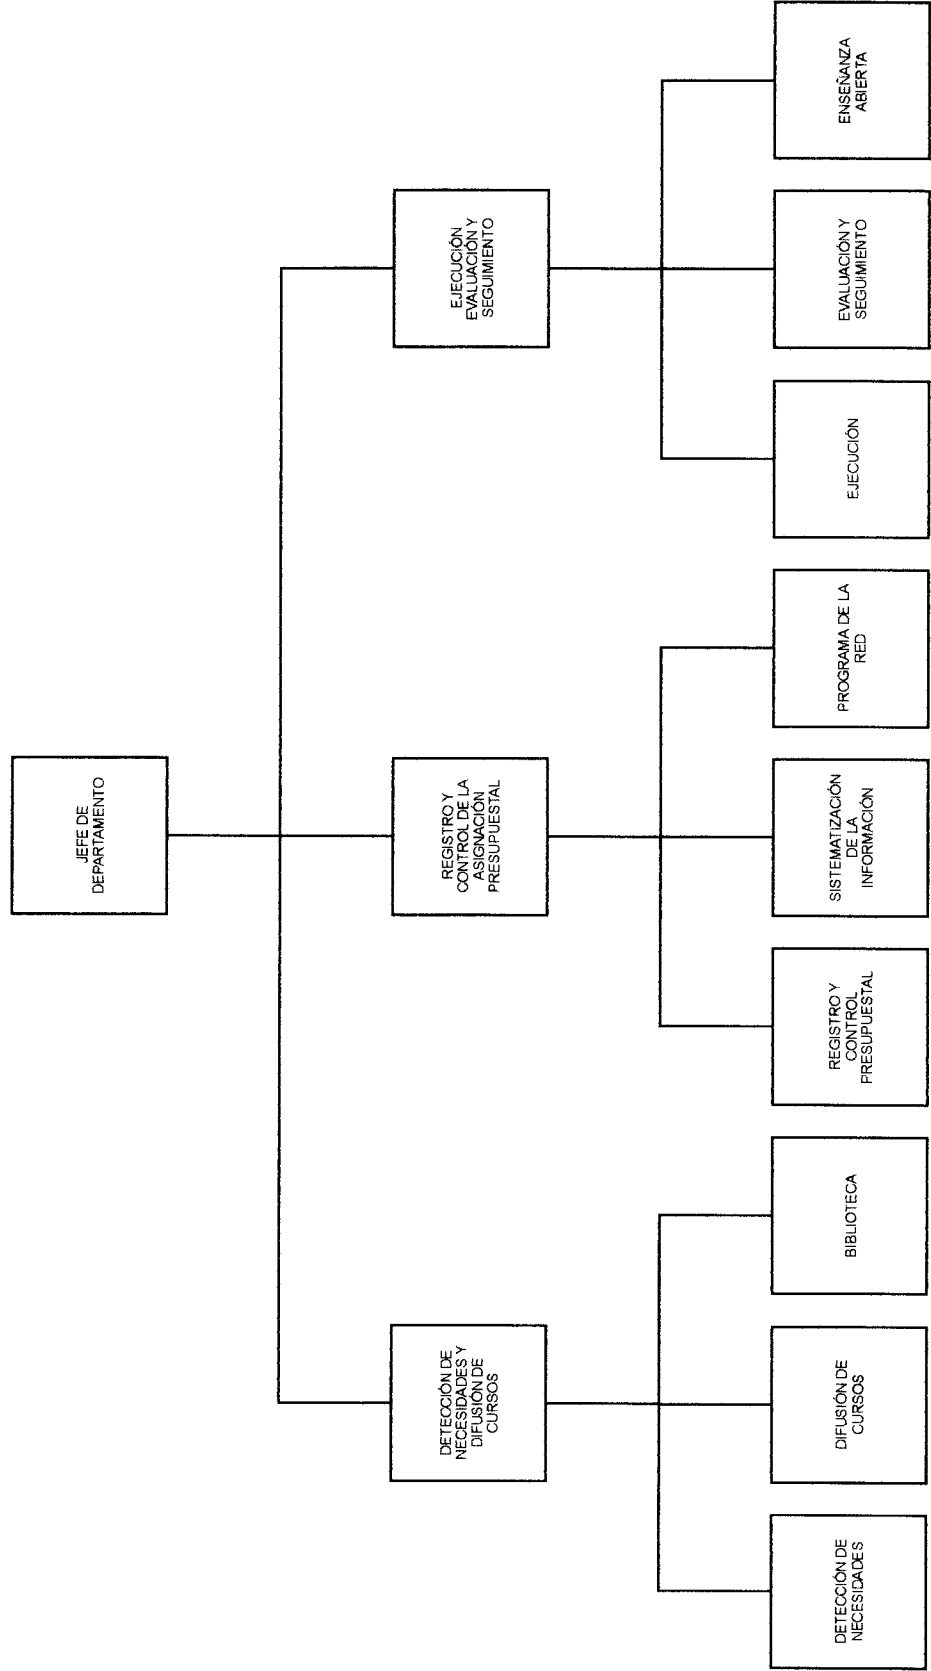 JEFE DE
DEPARTAMENTO
DETECCIÓN DE
NECESIDADES Y
DIFUSIÓN DE
CURSOS
REGISTRO Y
CONTROL DE LA
ASIGNACIÓN
PRESUPUESTAL
EJECUCIÓN
EVALUACIÓN Y
SEGUIMIENTO
DETECCIÓN DE
NECESIDADES
DIFUSIÓN DE
CURSOS
BIBLIOTECA
REGISTRO Y
CONTROL
PRESUPUESTAL
SISTEMATIZACIÓN
DE LA
INFORMACIÓN
PROGRAMA DE LA
RED
EJECUCIÓN
EVALUACIÓN Y
SEGUIMIENTO
ENSEÑANZA
ABIERTA